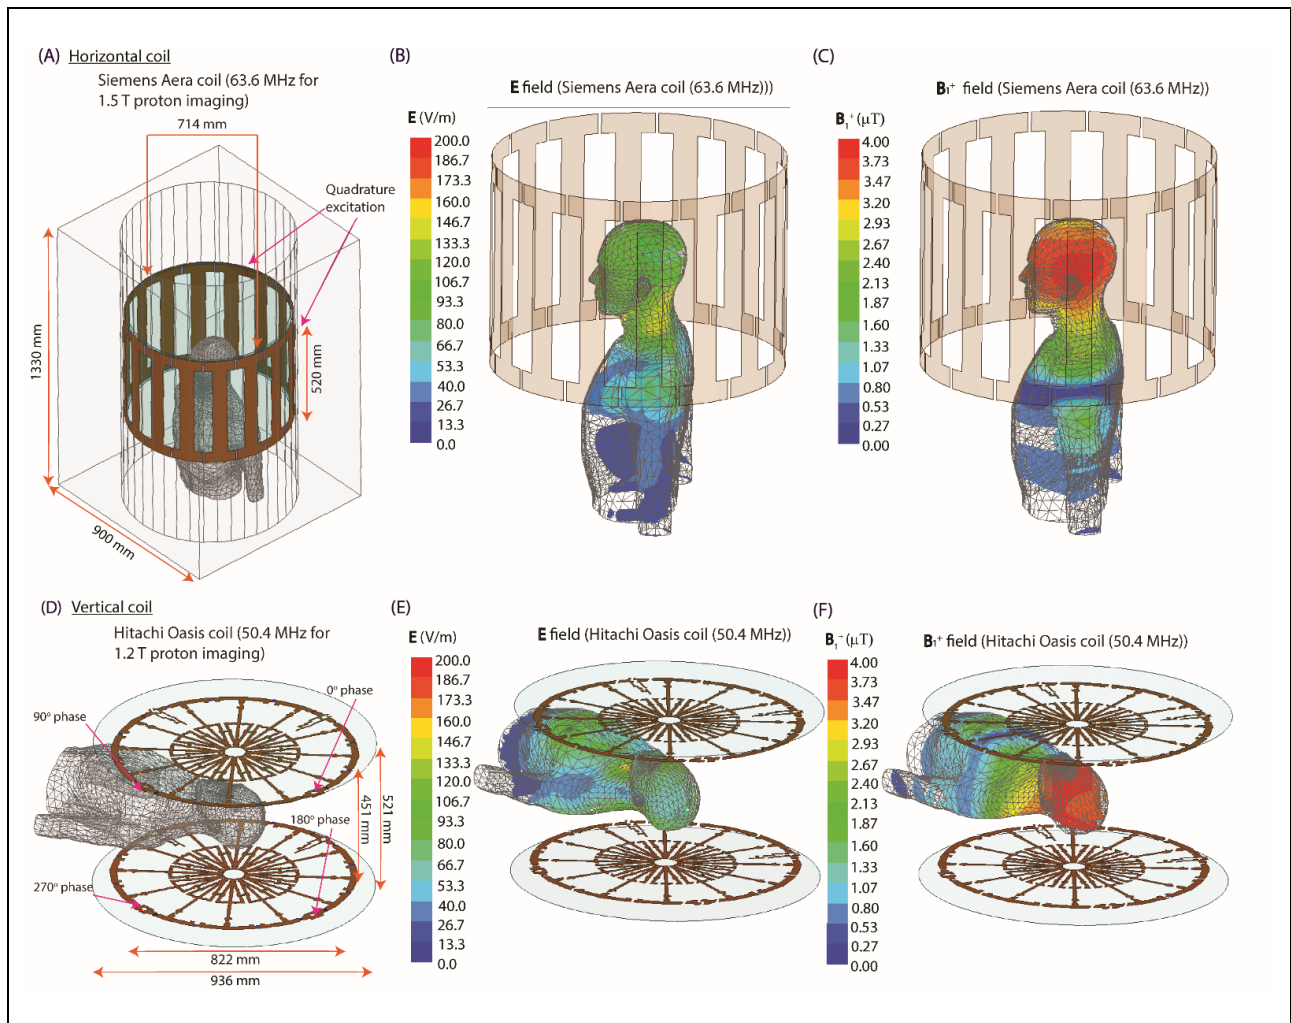 (A) Horizontal coil
Siemens Aera coil (63.6 MHz for
1.5 T proton imaging)
714 mm
Quadrature
excitation
1330 mm
520 mm
900 mm
(B)
E field (Siemens Aera coil (63.6 MHz)))
E (V/m)
200.0
186.7
173.3
160.0
146.7
133.3
120.0
106.7
93.3
80.0
66.7
53.3
40.0
26.7
13.3
0.0
(C)
B₁⁺ field (Siemens Aera coil (63.6 MHz))
B₁⁺ (μT)
4.00
3.73
3.47
3.20
2.93
2.67
2.40
2.13
1.87
1.60
1.33
1.07
0.80
0.53
0.27
0.00
(D) Vertical coil
Hitachi Oasis coil (50.4 MHz for
1.2 T proton imaging)
0° phase
90° phase
180° phase
270° phase
451 mm
521 mm
822 mm
936 mm
(E)
E field (Hitachi Oasis coil (50.4 MHz))
E (V/m)
200.0
186.7
173.3
160.0
146.7
133.3
120.0
106.7
93.3
80.0
66.7
53.3
40.0
26.7
13.3
0.0
(F)
B₁⁺ field (Hitachi Oasis coil (50.4 MHz))
B₁⁺ (μT)
4.00
3.73
3.47
3.20
2.93
2.67
2.40
2.13
1.87
1.60
1.33
1.07
0.80
0.53
0.27
0.00